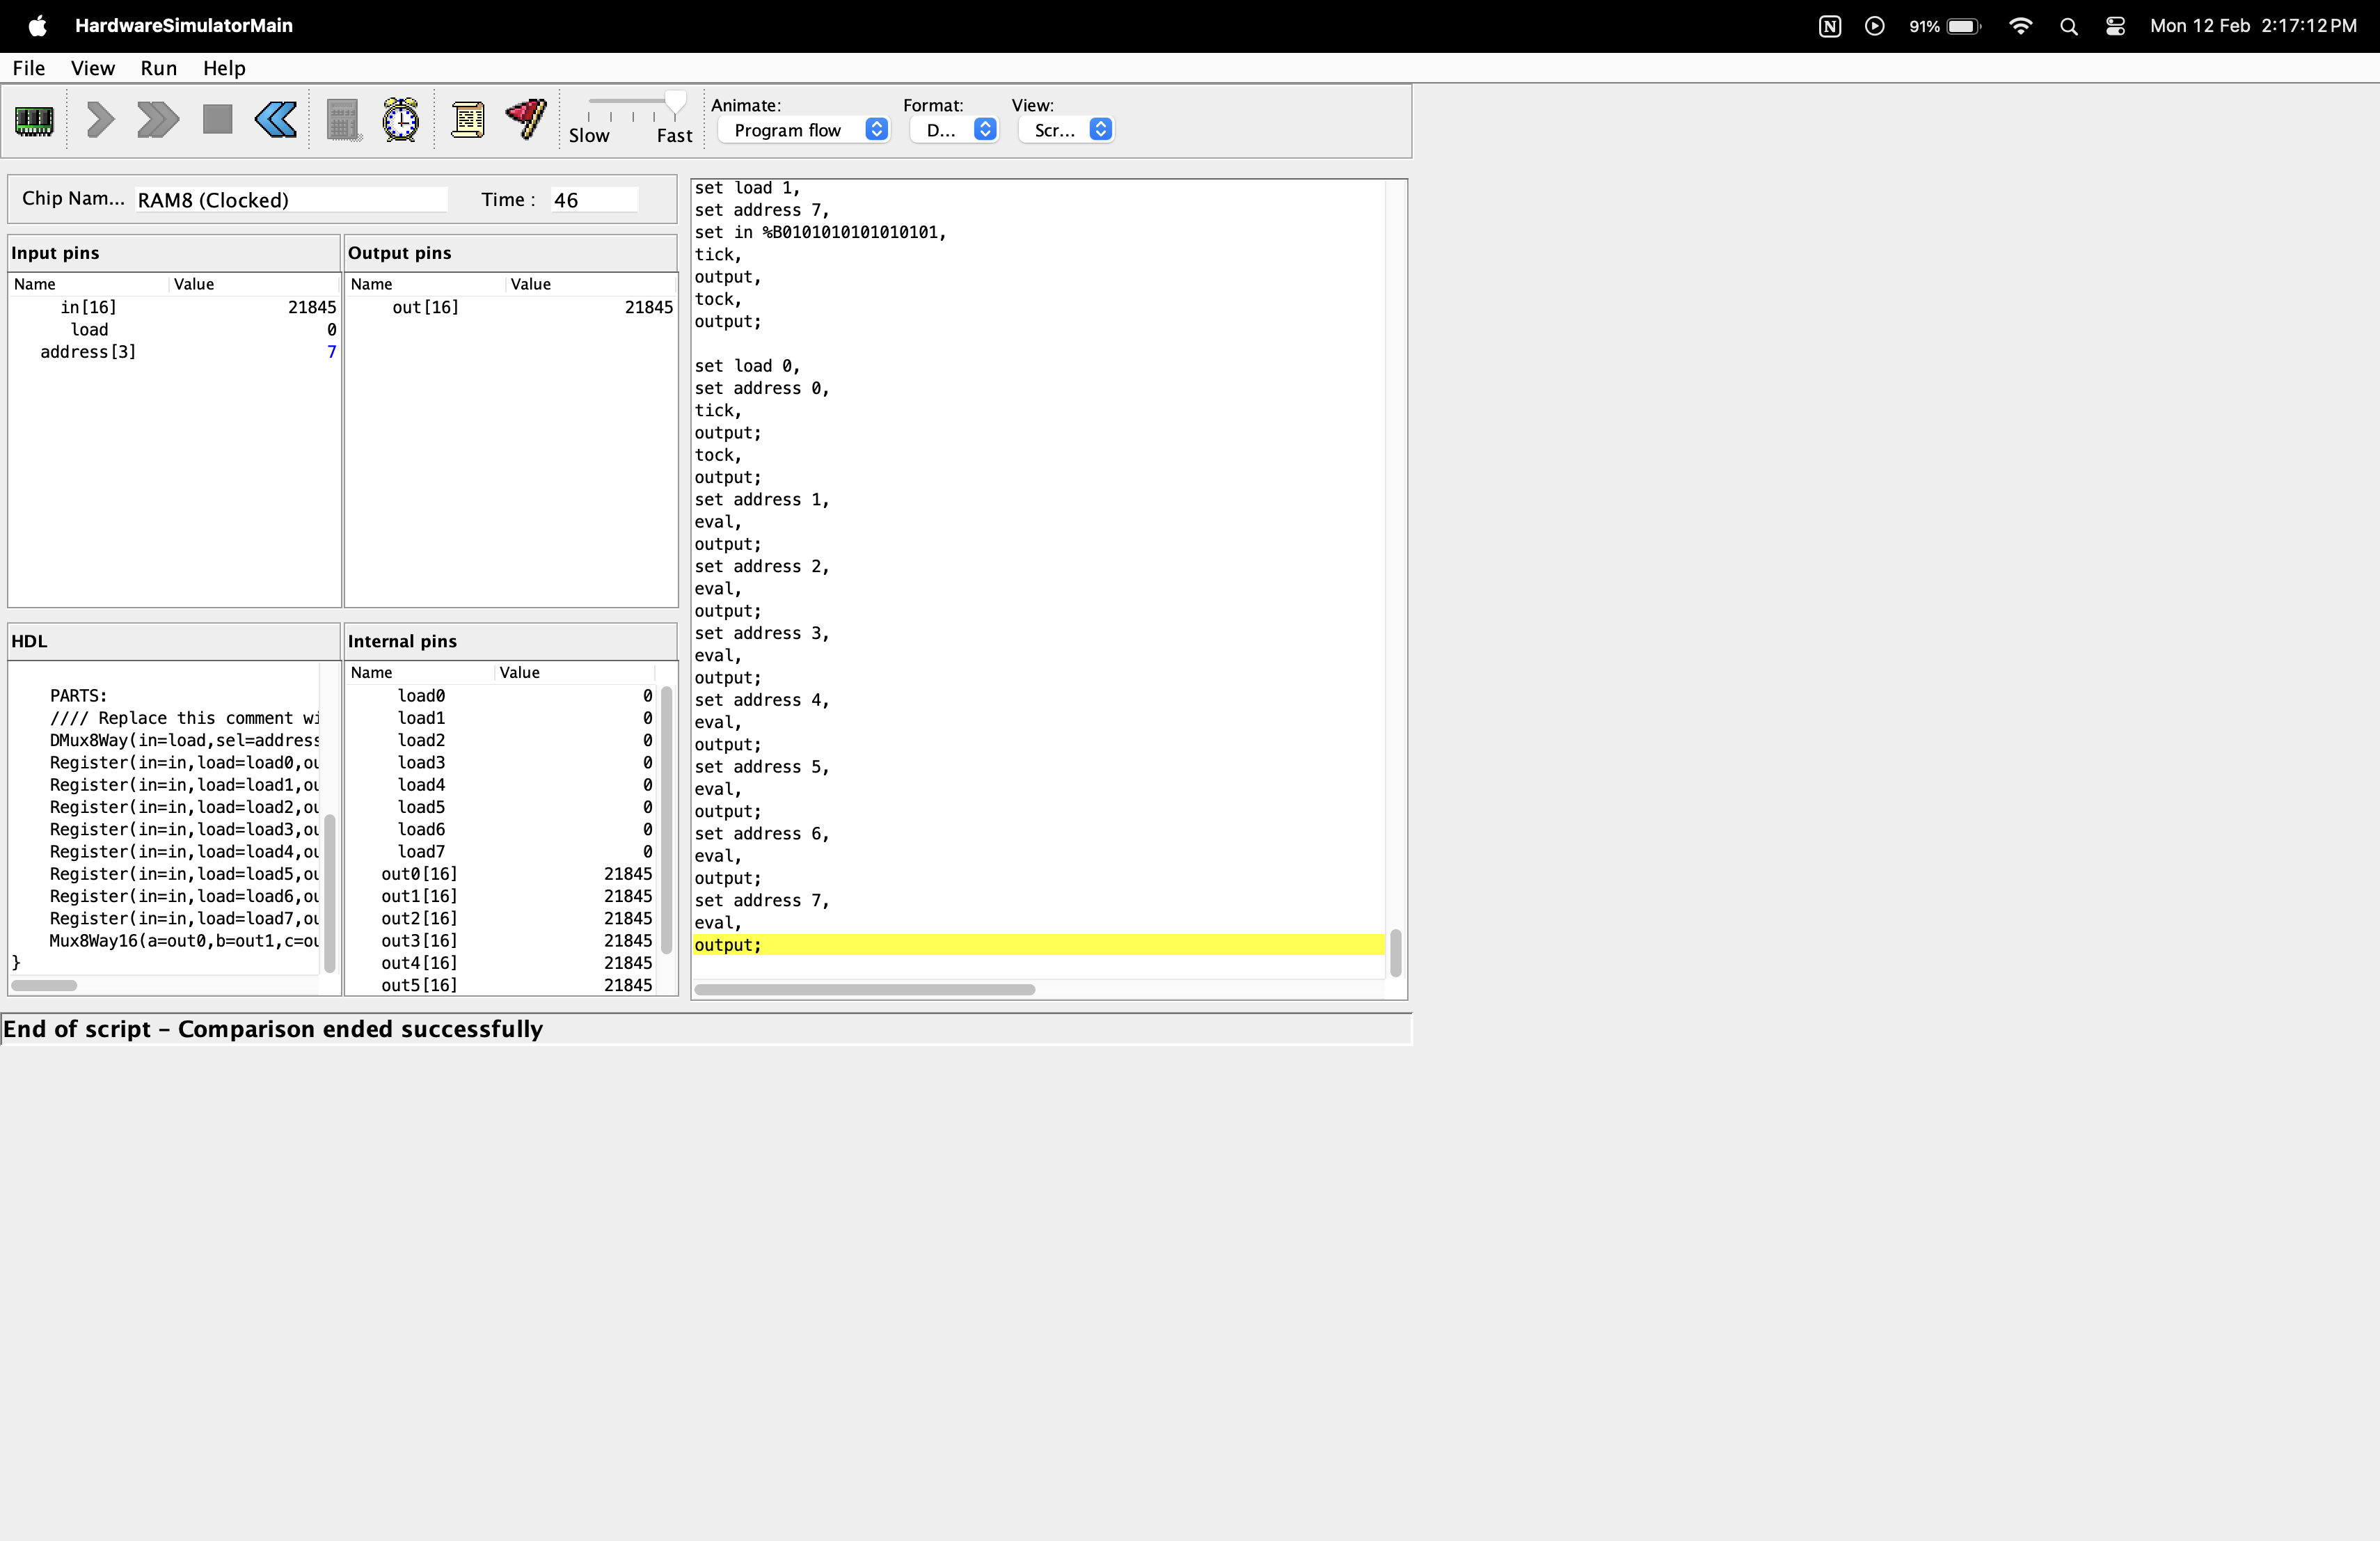 HardwareSimulatorMain
91%
Mon 12 Feb 2:17:12 PM
File View Run Help
Animate: Format: View:
Slow Fast
Program flow D... Scr...
Chip Nam... RAM8 (Clocked) Time : 46
Input pins
Name Value
in[16] 21845
load 0
address[3] 7
Output pins
Name Value
out[16] 21845
HDL
PARTS:
//// Replace this comment wi
DMux8Way(in=load,sel=address
Register(in=in,load=load0,ou
Register(in=in,load=load1,ou
Register(in=in,load=load2,ou
Register(in=in,load=load3,ou
Register(in=in,load=load4,ou
Register(in=in,load=load5,ou
Register(in=in,load=load6,ou
Register(in=in,load=load7,ou
Mux8Way16(a=out0,b=out1,c=ou
}
Internal pins
Name Value
load0 0
load1 0
load2 0
load3 0
load4 0
load5 0
load6 0
load7 0
out0[16] 21845
out1[16] 21845
out2[16] 21845
out3[16] 21845
out4[16] 21845
out5[16] 21845
set load 1,
set address 7,
set in %B0101010101010101,
tick,
output,
tock,
output;
set load 0,
set address 0,
tick,
output;
tock,
output;
set address 1,
eval,
output;
set address 2,
eval,
output;
set address 3,
eval,
output;
set address 4,
eval,
output;
set address 5,
eval,
output;
set address 6,
eval,
output;
set address 7,
eval,
output;
End of script – Comparison ended successfully